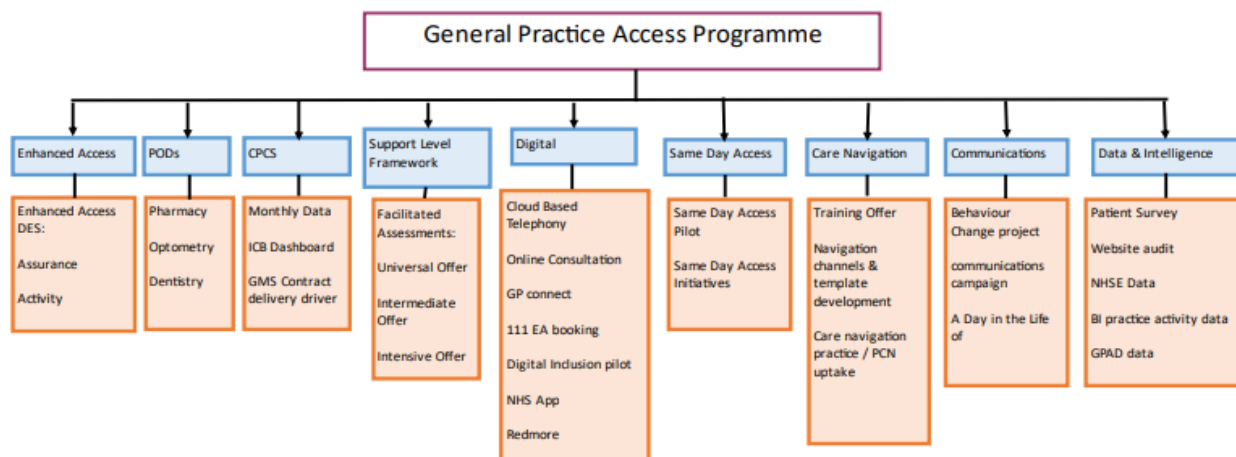 General Practice Access Programme
Enhanced Access
PODs
CPCS
Support Level
Framework
Digital
Same Day Access
Care Navigation
Communications
Data & Intelligence
Enhanced Access
DES:
Assurance
Activity
Pharmacy
Optometry
Dentistry
Monthly Data
ICB Dashboard
GMS Contract
delivery driver
Facilitated
Assessments:
Universal Offer
Intermediate
Offer
Intensive Offer
Cloud Based
Telephony
Online Consultation
GP connect
111 EA booking
Digital Inclusion pilot
NHS App
Redmore
Same Day Access
Pilot
Same Day Access
Initiatives
Training Offer
Navigation
channels &
template
development
Care navigation
practice / PCN
uptake
Behaviour
Change project
communications
campaign
A Day in the Life
of
Patient Survey
Website audit
NHSE Data
BI practice activity data
GPAD data